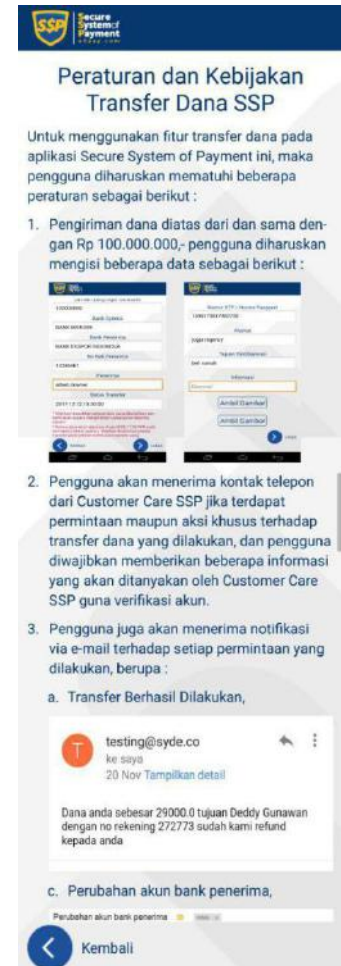 SSP Secure
System of
Payment
Peraturan dan Kebijakan
Transfer Dana SSP
Untuk menggunakan fitur transfer dana pada
aplikasi Secure System of Payment ini, maka
pengguna diharuskan mematuhi beberapa
peraturan sebagai berikut :
1. Pengiriman dana diatas dari dan sama den-
gan Rp 100.000.000,- pengguna diharuskan
mengisi beberapa data sebagai berikut :
Bank Penerima
No Rek Penerima
Penerima
Nomor KTP / Nomor Passport
Alamat
Tujuan Pembayaran
Informasi
Ambil Gambar
Ambil Gambar
2. Pengguna akan menerima kontak telepon
dari Customer Care SSP jika terdapat
permintaan maupun aksi khusus terhadap
transfer dana yang dilakukan, dan pengguna
diwajibkan memberikan beberapa informasi
yang akan ditanyakan oleh Customer Care
SSP guna verifikasi akun.
3. Pengguna juga akan menerima notifikasi
via e-mail terhadap setiap permintaan yang
dilakukan, berupa :
a. Transfer Berhasil Dilakukan,
T
testing@syde.co
ke saya
20 Nov Tampilkan detail
Dana anda sebesar 29000.0 tujuan Deddy Gunawan
dengan no rekening 272773 sudah kami refund
kepada anda
c. Perubahan akun bank penerima,
Perubahan akun bank penerima
Kembali